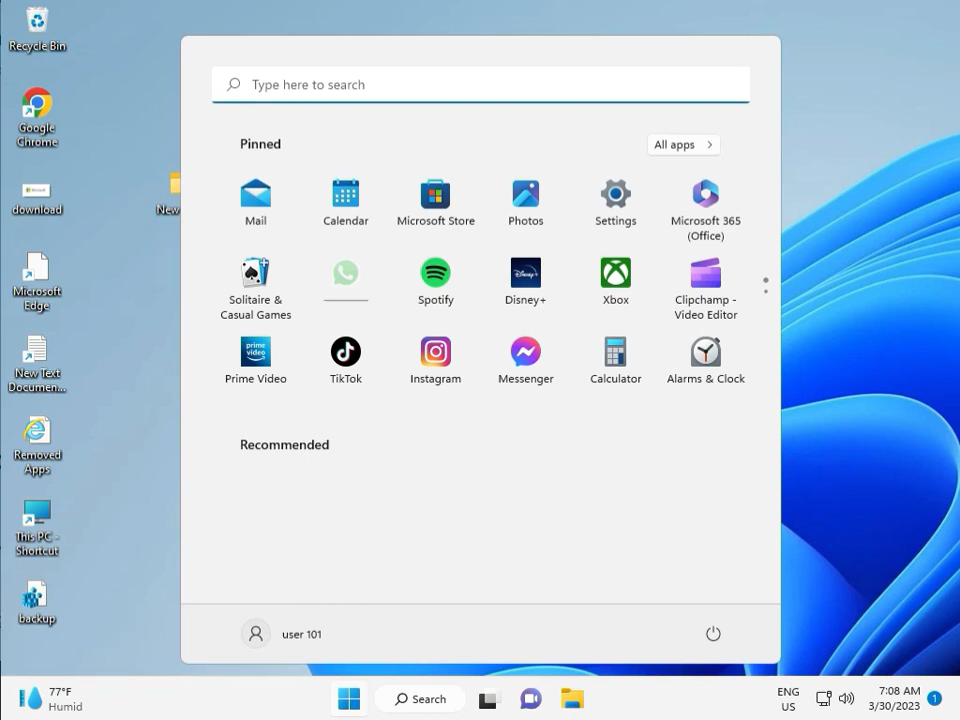 Recycle Bin
Google
Chrome
download
New
Microsoft
Edge
New Text
Documen...
Removed
Apps
This PC -
Shortcut
backup
Type here to search
Pinned
All apps
Mail
Calendar
Microsoft Store
Photos
Settings
Microsoft 365
(Office)
Solitaire &
Casual Games
Spotify
Disney+
Disney+
Xbox
Clipchamp -
Video Editor
prime
video
Prime Video
TikTok
Instagram
Messenger
Calculator
Alarms & Clock
Recommended
user 101
77°F
Humid
Search
ENG
US
7:08 AM
3/30/2023
1